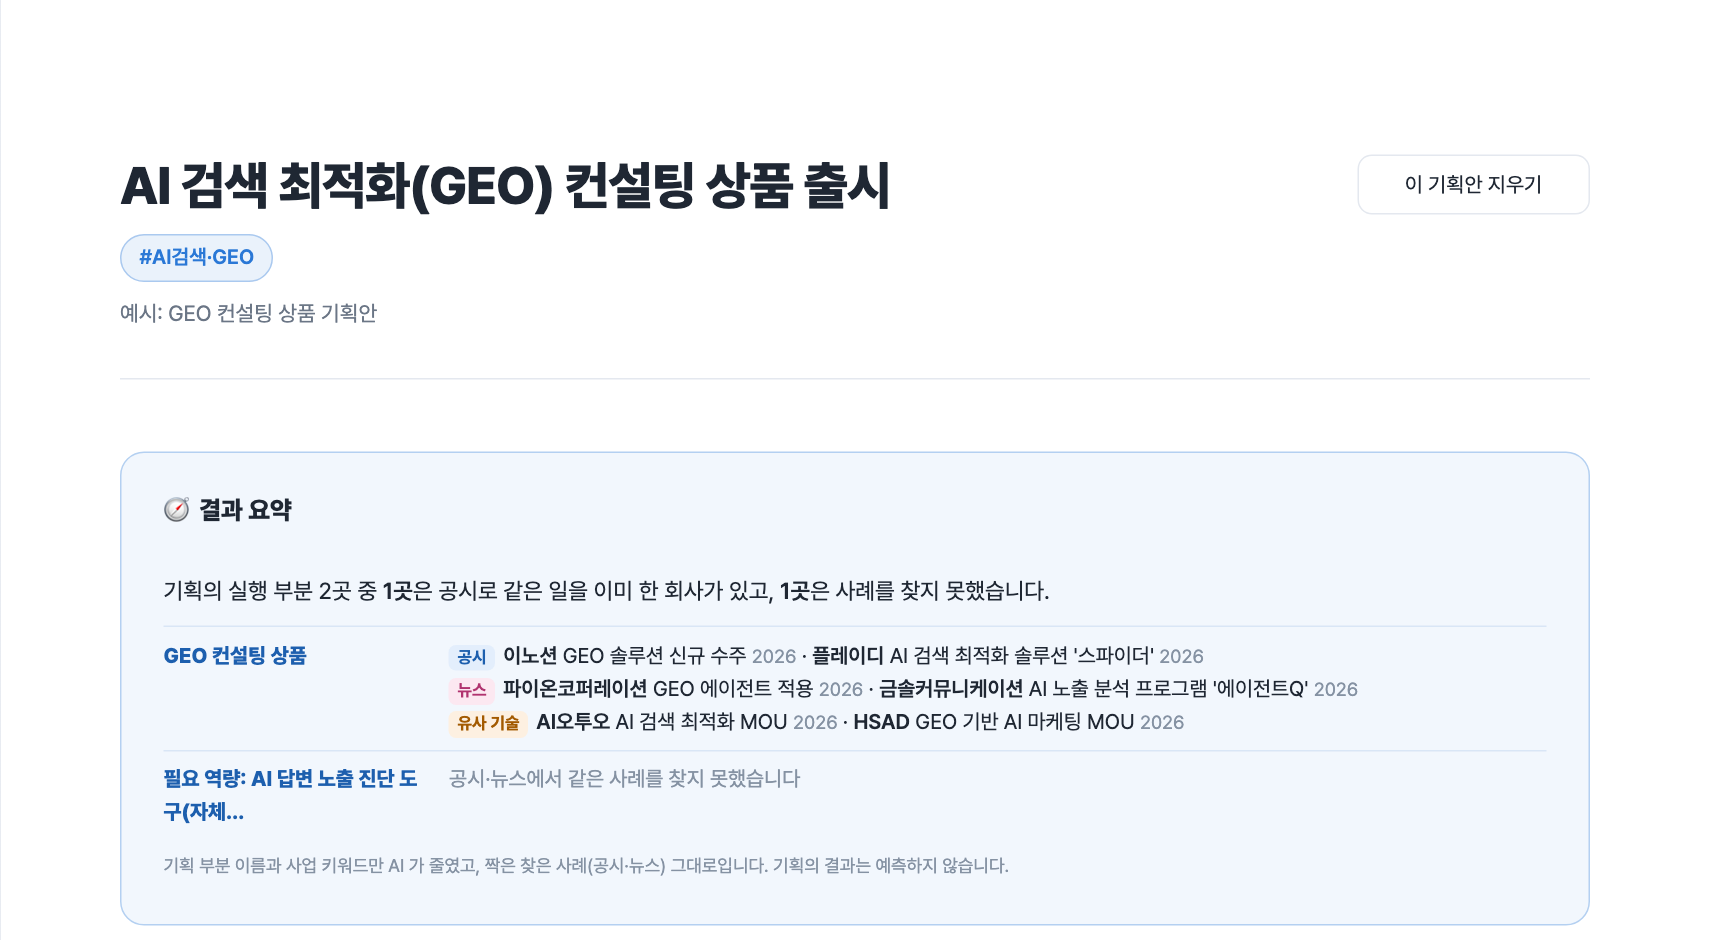 AI 검색 최적화(GEO) 컨설팅 상품 출시
이 기획안 지우기
#AI검색·GEO
예시: GEO 컨설팅 상품 기획안
결과 요약
기획의 실행 부분 2곳 중 1곳은 공시로 같은 일을 이미 한 회사가 있고, 1곳은 사례를 찾지 못했습니다.
GEO 컨설팅 상품
공시 이노션 GEO 솔루션 신규 수주 2026 · 플레이디 AI 검색 최적화 솔루션 '스파이더' 2026
뉴스 파이온코퍼레이션 GEO 에이전트 적용 2026 · 금솔커뮤니케이션 AI 노출 분석 프로그램 '에이전트Q' 2026
유사 기술 AI오투오 AI 검색 최적화 MOU 2026 · HSAD GEO 기반 AI 마케팅 MOU 2026
필요 역량: AI 답변 노출 진단 도
구(자체...
공시·뉴스에서 같은 사례를 찾지 못했습니다
기획 부분 이름과 사업 키워드만 AI 가 줄였고, 짝은 찾은 사례(공시·뉴스) 그대로입니다. 기획의 결과는 예측하지 않습니다.